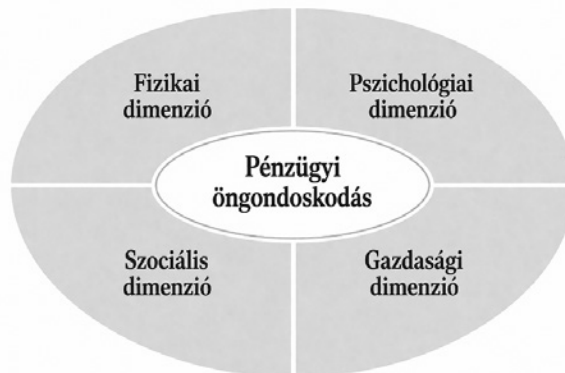 Fizikai
dimenzió
Pszichológiai
dimenzió
Pénzügyi
öngondoskodás
Szociális
dimenzió
Gazdasági
dimenzió